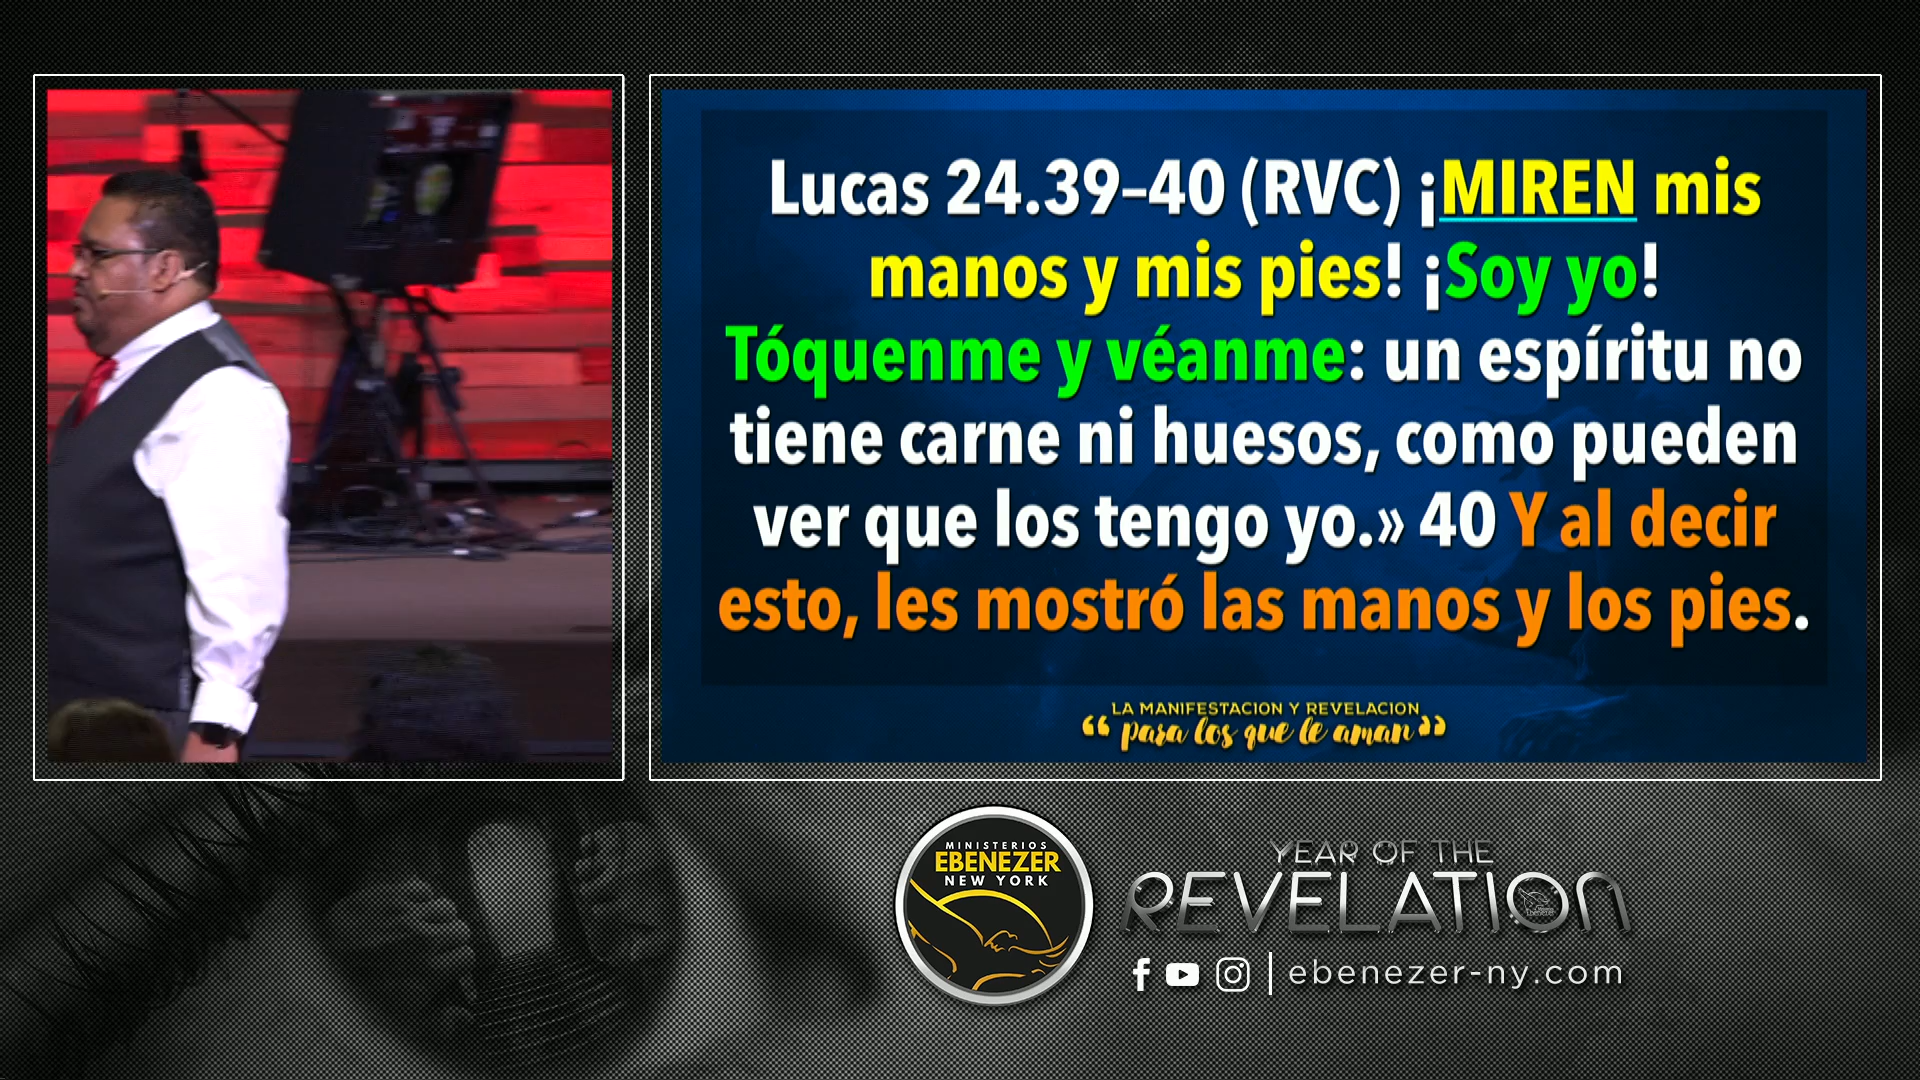 Lucas 24.39–40 (RVC) ¡MIREN mis
manos y mis pies! ¡Soy yo!
Tóquenme y véanme: un espíritu no
tiene carne ni huesos, como pueden
ver que los tengo yo.» 40 Y al decir
esto, les mostró las manos y los pies.
LA MANIFESTACION Y REVELACION
“para los que le aman”
MINISTERIOS
EBENEZER
NEW YORK
YEAR OF THE
REVELATION
ebenezer-ny.com